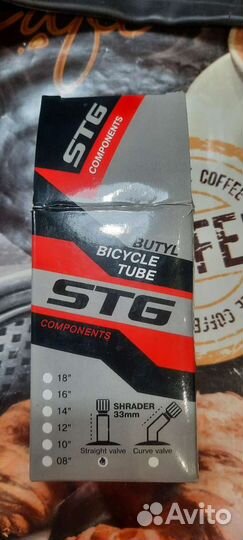 STG
COMPONENTS
BUTYL
BICYCLE
TUBE
STG
COMPONENTS
18"
16"
14"
12"
10"
08"
SHRADER
33mm
Straight valve
Curve valve
COFFEE
COFFEE
Avito